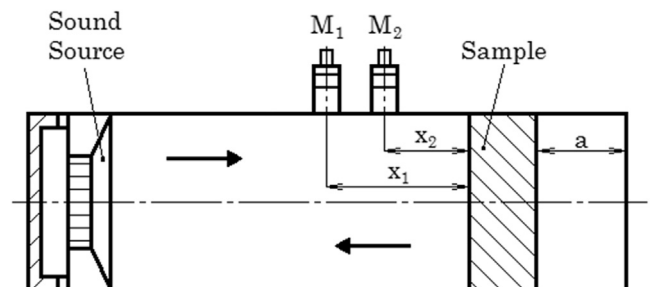 Sound
Source
M₁
M₂
Sample
x₂
a
x₁